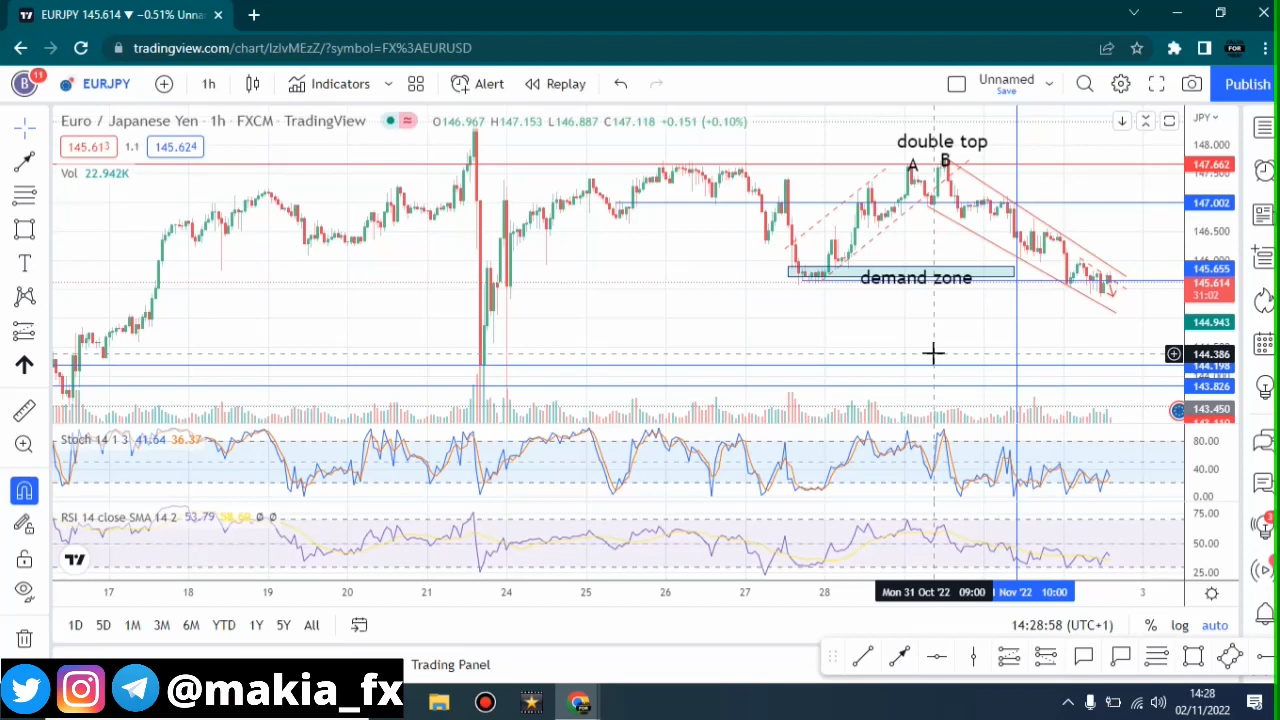 EURJPY 145.614 ▼ −0.51% Unna
tradingview.com/chart/IzlvMEzZ/?symbol=FX%3AEURUSD
FOR
B 11 EURJPY 1h Indicators Alert Replay Unnamed Save Publish
Euro / Japanese Yen · 1h · FXCM · TradingView O146.967 H147.153 L146.887 C147.118 +0.151 (+0.10%) JPY
145.613 1.1 145.624
Vol 22.942K
double top
A B
demand zone
148.000
147.662
147.002
146.500
145.655
145.614
31:02
144.943
144.386
144.198
143.826
143.450
Stoch 14 1 3 41.64 36.37
80.00
40.00
0.00
RSI 14 close SMA 14 2 53.79 58.60 Ø Ø
75.00
50.00
25.00
17 18 19 20 21 24 25 26 27 28 Mon 31 Oct '22 09:00 Nov '22 10:00 3
1D 5D 1M 3M 6M YTD 1Y 5Y All 14:28:58 (UTC+1) % log auto
Trading Panel
@makia_fx
FOR
14:28
02/11/2022